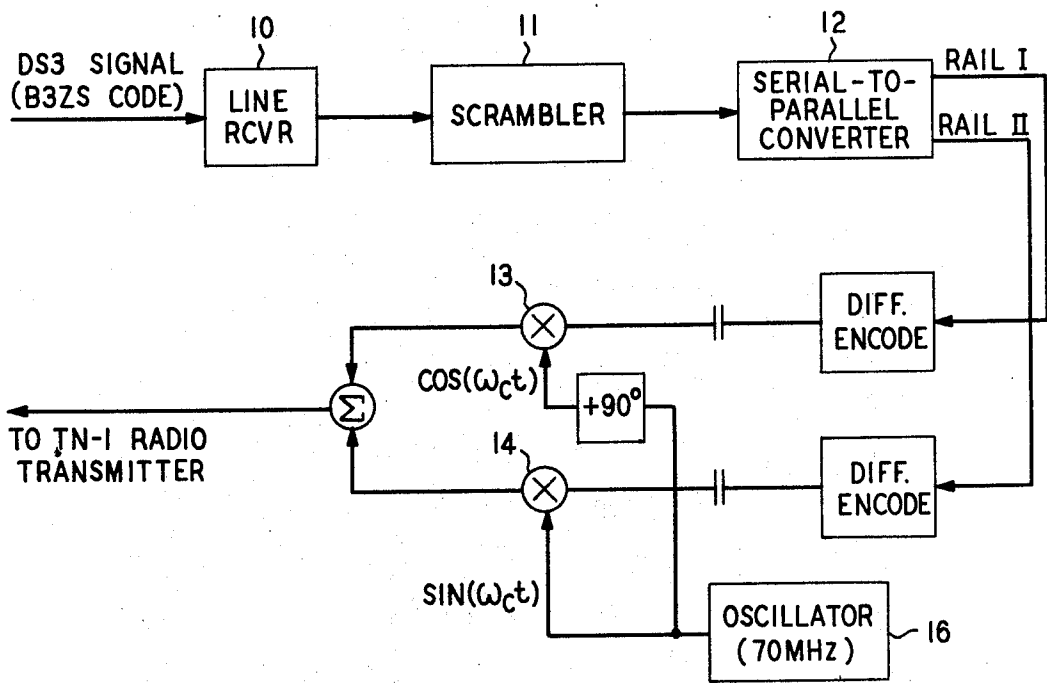 10
11
12
DS3 SIGNAL
(B3ZS CODE)
LINE
RCVR
SCRAMBLER
SERIAL-TO-
PARALLEL
CONVERTER
RAIL I
RAIL II
13
DIFF.
ENCODE
COS(ωct)
+90°
Σ
TO TN-1 RADIO
TRANSMITTER
14
DIFF.
ENCODE
SIN(ωct)
OSCILLATOR
(70MHz)
16